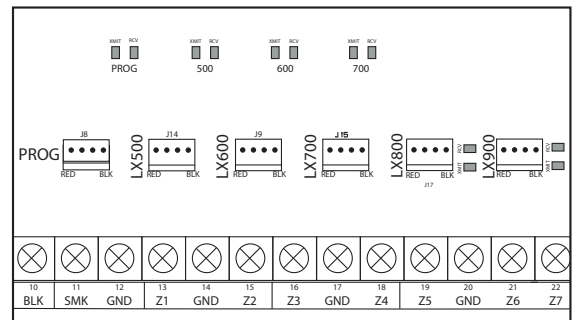 XMIT RCV XMIT RCV XMIT RCV XMIT RCV
PROG 500 600 700
J8 J14 J9 J15
PROG LX500 LX600 LX700 LX800 RCV XMIT LX900 RCV XMIT
RED BLK RED BLK RED BLK RED BLK RED BLK RED BLK
J17
10 11 12 13 14 15 16 17 18 19 20 21 22
BLK SMK GND Z1 GND Z2 Z3 GND Z4 Z5 GND Z6 Z7